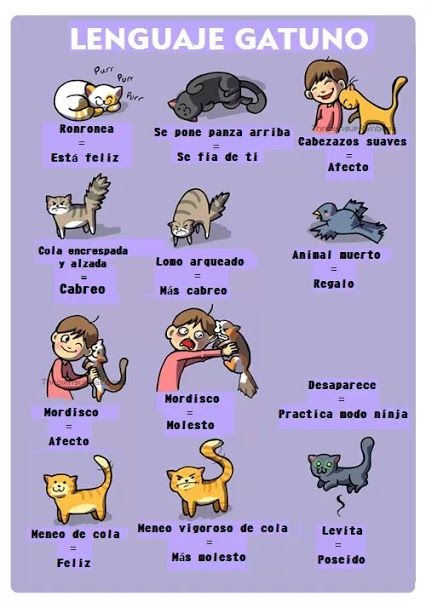 LENGUAJE GATUNO
Purr
Purr
Purr
Ronronea
=
Está feliz
Se pone panza arriba
=
Se fia de ti
Cabezazos suaves
=
Afecto
Cola encrespada
y alzada
=
Cabreo
Lomo arqueado
=
Más cabreo
Animal muerto
=
Regalo
Mordisco
=
Afecto
Mordisco
=
Molesto
Desaparece
=
Practica modo ninja
Meneo de cola
=
Feliz
Meneo vigoroso de cola
=
Más molesto
Levita
=
Poseido